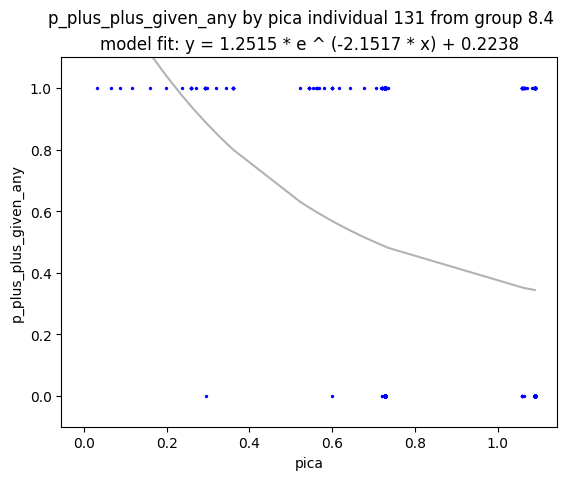 p_plus_plus_given_any by pica individual 131 from group 8.4
model fit: y = 1.2515 * e ^ (-2.1517 * x) + 0.2238
1.0
0.8
0.6
0.4
0.2
0.0
p_plus_plus_given_any
0.0 0.2 0.4 0.6 0.8 1.0
pica